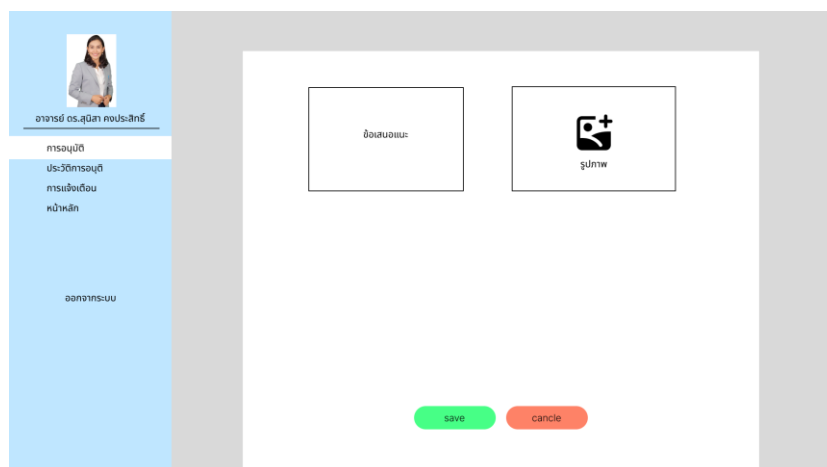 อาจารย์ ดร.สุนิสา คงประสิทธิ์
การอนุมัติ
ประวัติการอนุติ
การแจ้งเตือน
หน้าหลัก
ออกจากระบบ
ข้อเสนอแนะ
รูปภาพ
save
cancle